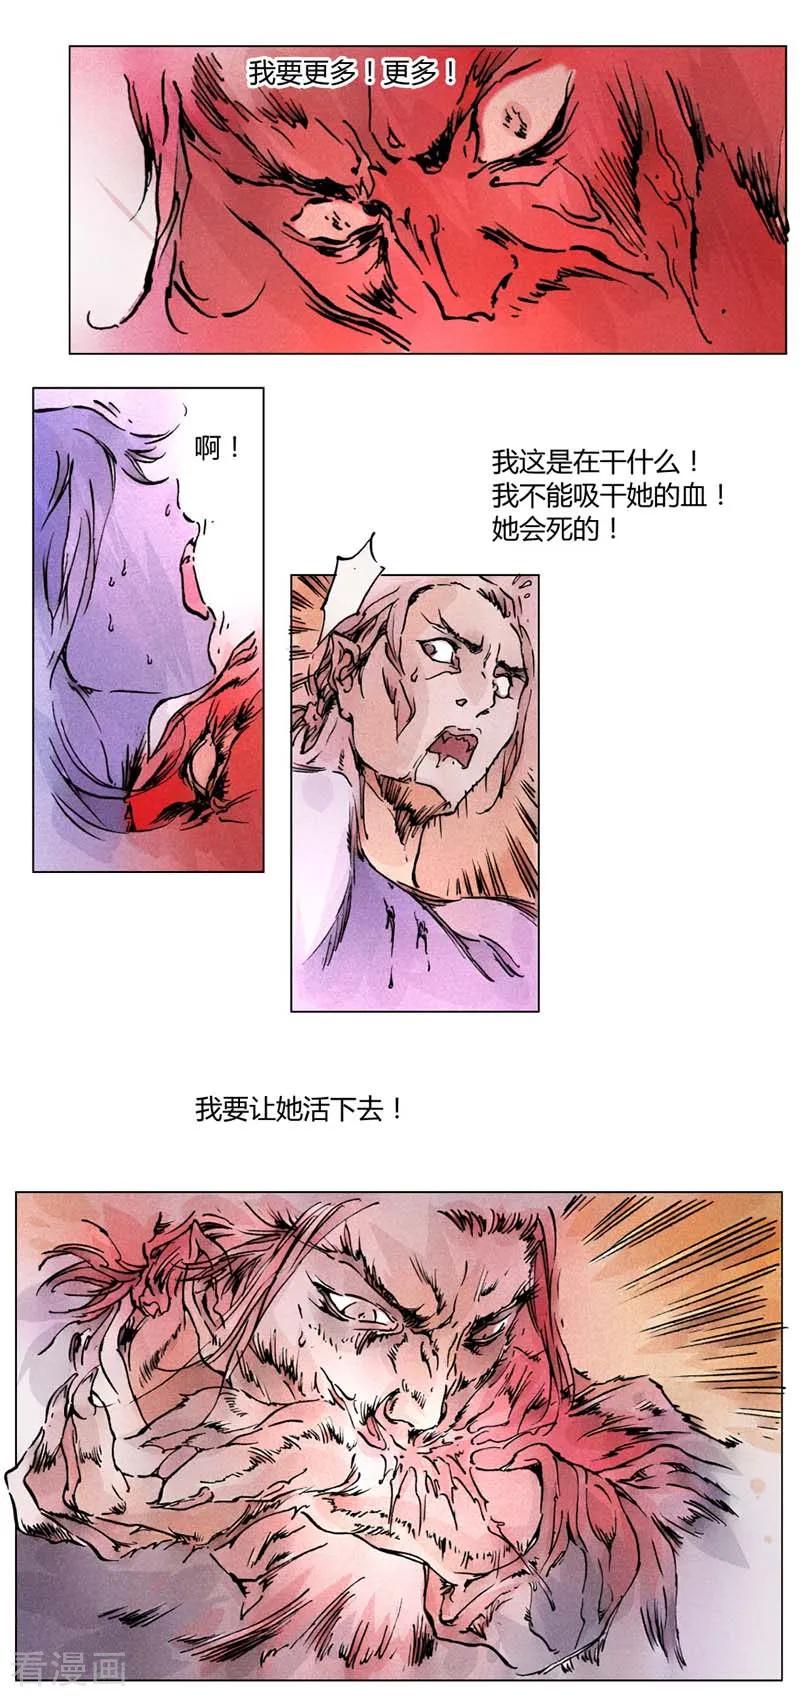 我要更多！更多！
啊！
我这是在干什么！
我不能吸干她的血！
她会死的！
我要让她活下去！
看漫画